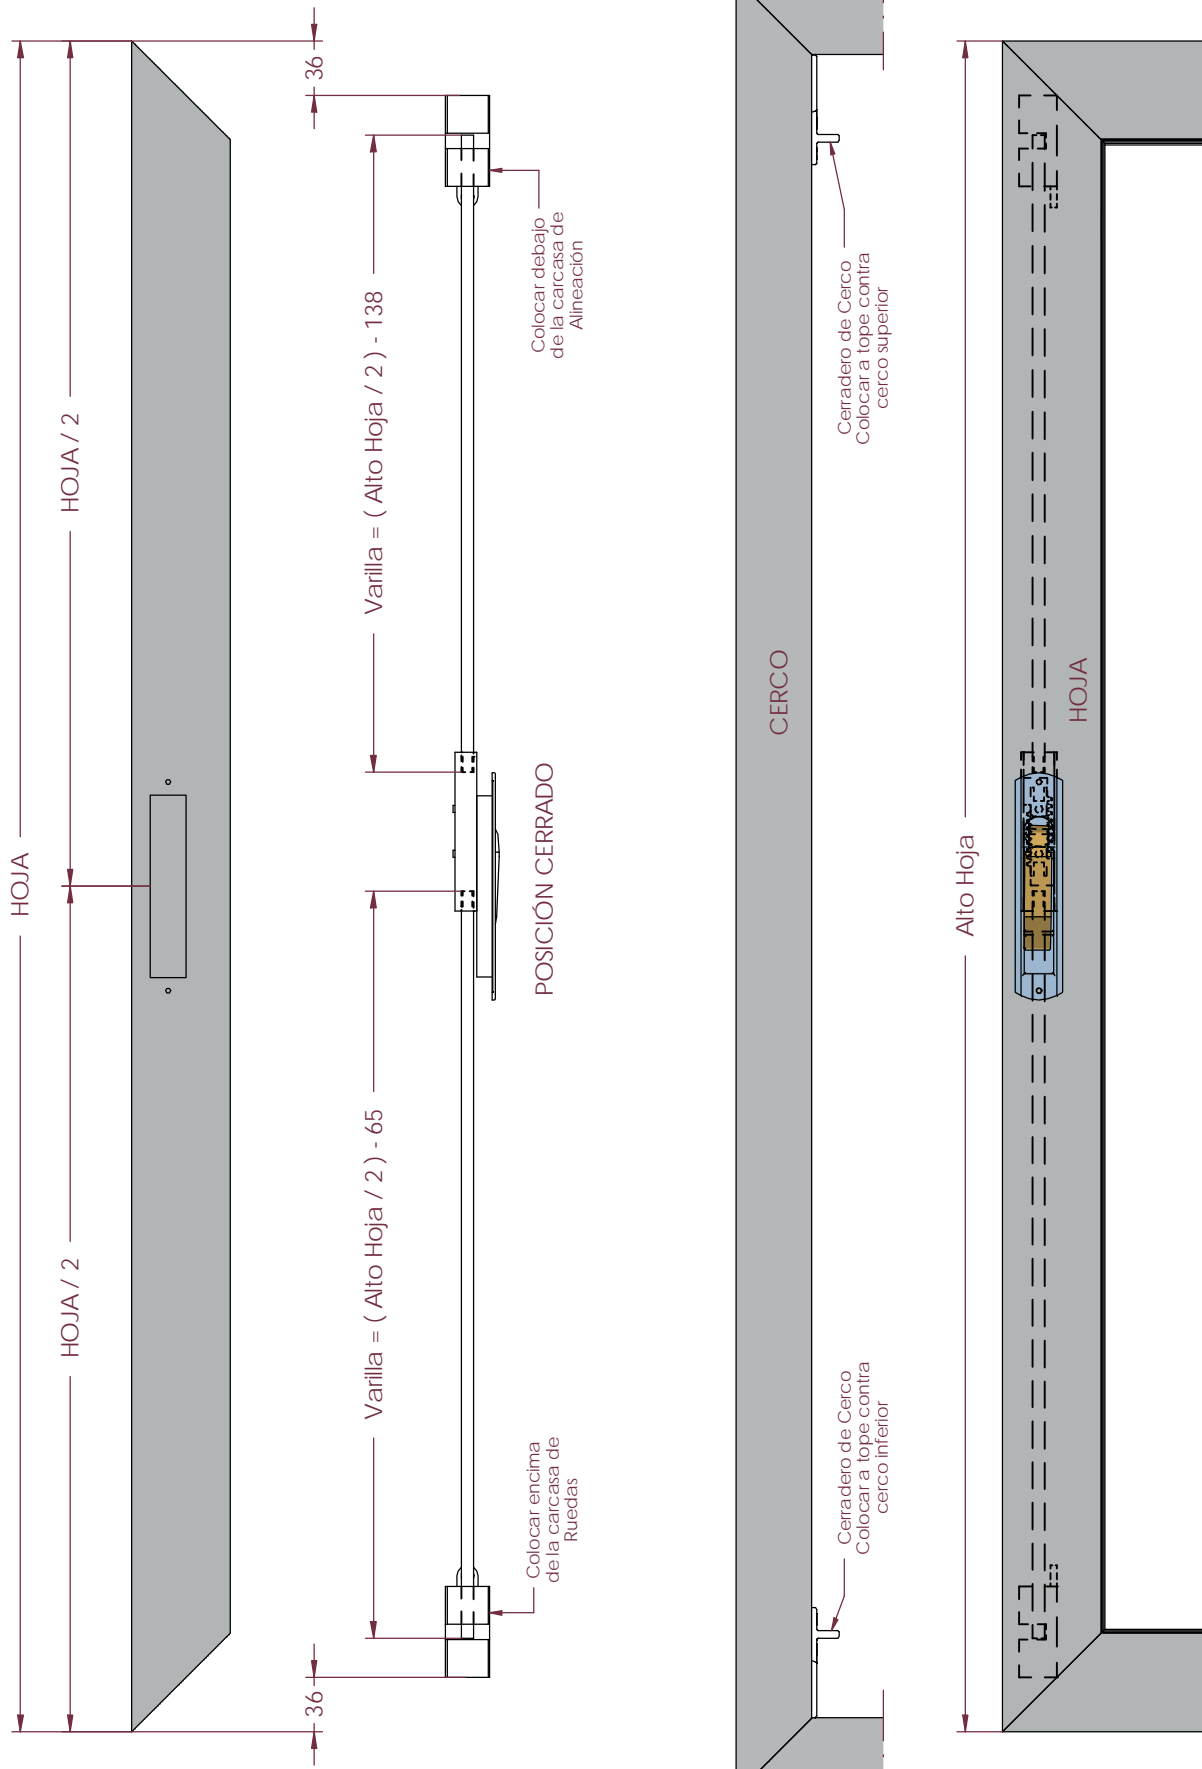 HOJA
HOJA / 2
HOJA / 2
36
36
Varilla = ( Alto Hoja / 2 ) - 138
Varilla = ( Alto Hoja / 2 ) - 65
Colocar debajo
de la carcasa de
Alineación
Colocar encima
de la carcasa de
Ruedas
POSICIÓN CERRADO
CERCO
Cerradero de Cerco
Colocar a tope contra
cerco superior
Cerradero de Cerco
Colocar a tope contra
cerco inferior
Alto Hoja
HOJA